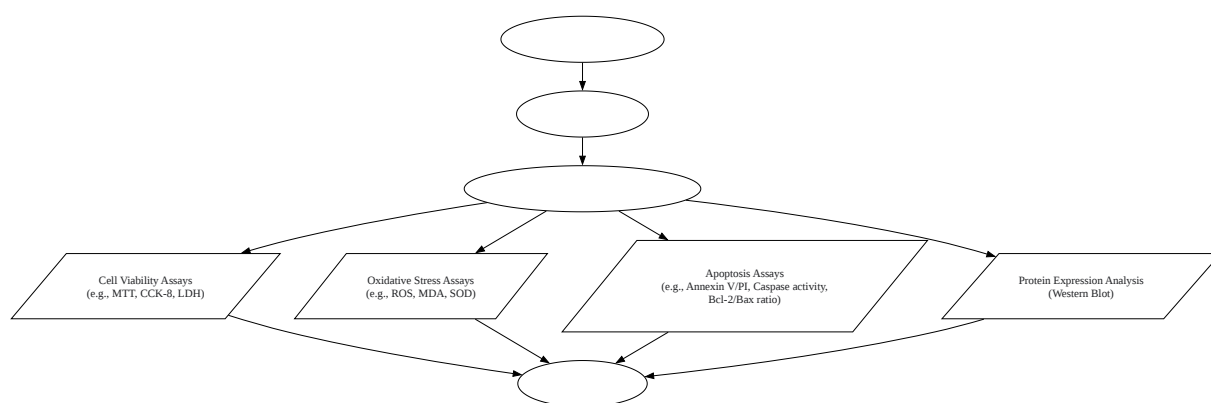 Cell Viability Assays
(e.g., MTT, CCK-8, LDH)
Oxidative Stress Assays
(e.g., ROS, MDA, SOD)
Apoptosis Assays
(e.g., Annexin V/PI, Caspase activity,
Bcl-2/Bax ratio)
Protein Expression Analysis
(Western Blot)